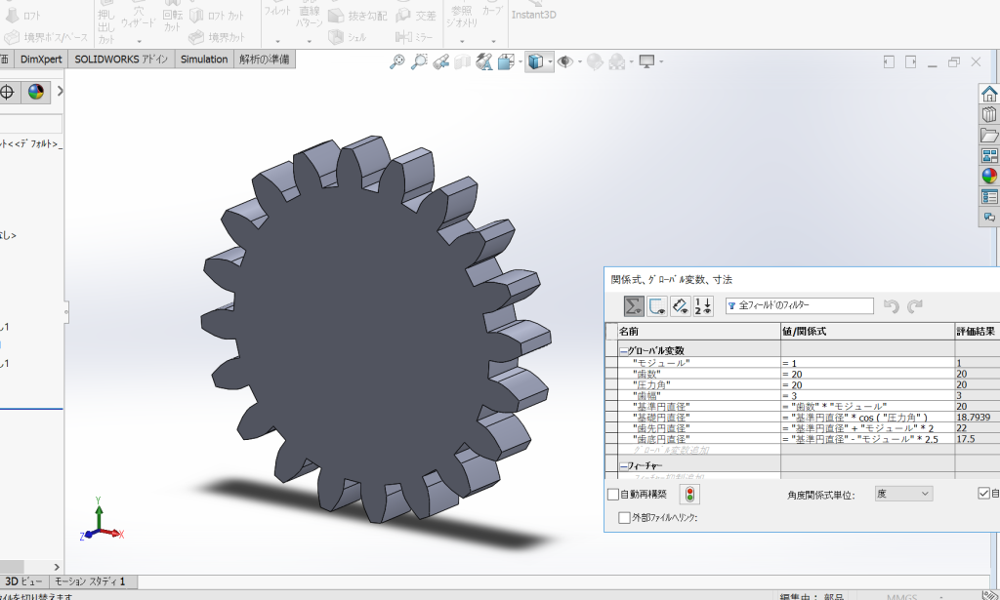 ロフト
境界ボス/ベース
押し
出し
カット
穴
ウィザード
回転
カット
ロフト カット
境界カット
フィレット
直線
パターン
抜き勾配
シェル
交差
ミラー
参照
ジオメトリ
カーブ
Instant3D
価
DimXpert
SOLIDWORKS アドイン
Simulation
解析の準備
ﾙﾄ<<ﾃﾞﾌｫﾙﾄ>_
なし>
し1
し1
関係式、ｸﾞﾛｰﾊﾞﾙ変数、寸法
全ﾌｨｰﾙﾄﾞのﾌｨﾙﾀｰ
名前 値/関係式 評価結果
グローバル変数
"モジュール" = 1 1
"歯数" = 20 20
"圧力角" = 20 20
"歯幅" = 3 3
"基準円直径" = "歯数" * "モジュール" 20
"基礎円直径" = "基準円直径" * cos ( "圧力角" ) 18.7939
"歯先円直径" = "基準円直径" + "モジュール" * 2 22
"歯底円直径" = "基準円直径" - "モジュール" * 2.5 17.5
ｸﾞﾛｰﾊﾞﾙ変数追加
フィーチャー
自動再構築
角度関係式単位:
度
自
外部ファイルへリンク:
Y
Z
X
3D ビュー
モーション スタディ 1
イルを切り替えます
編集中: 部品
MMGS